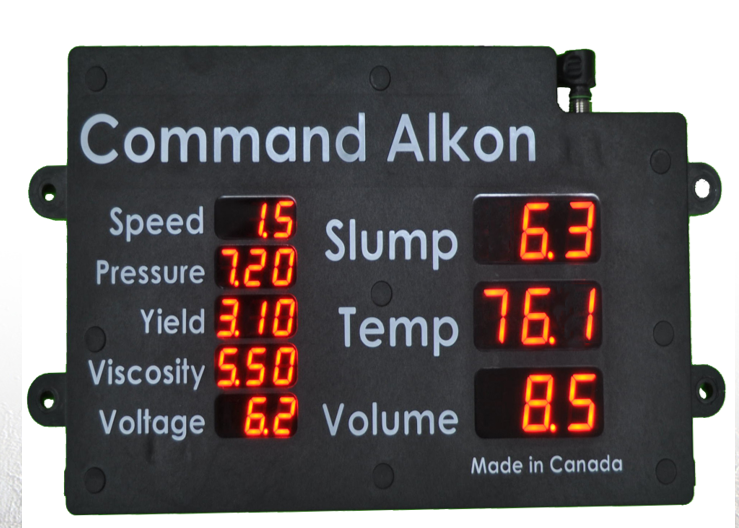 Command Alkon
Speed 1.5
Pressure 7.20
Yield 3.10
Viscosity 5.50
Voltage 6.2
Slump 6.3
Temp 76.1
Volume 8.5
Made in Canada